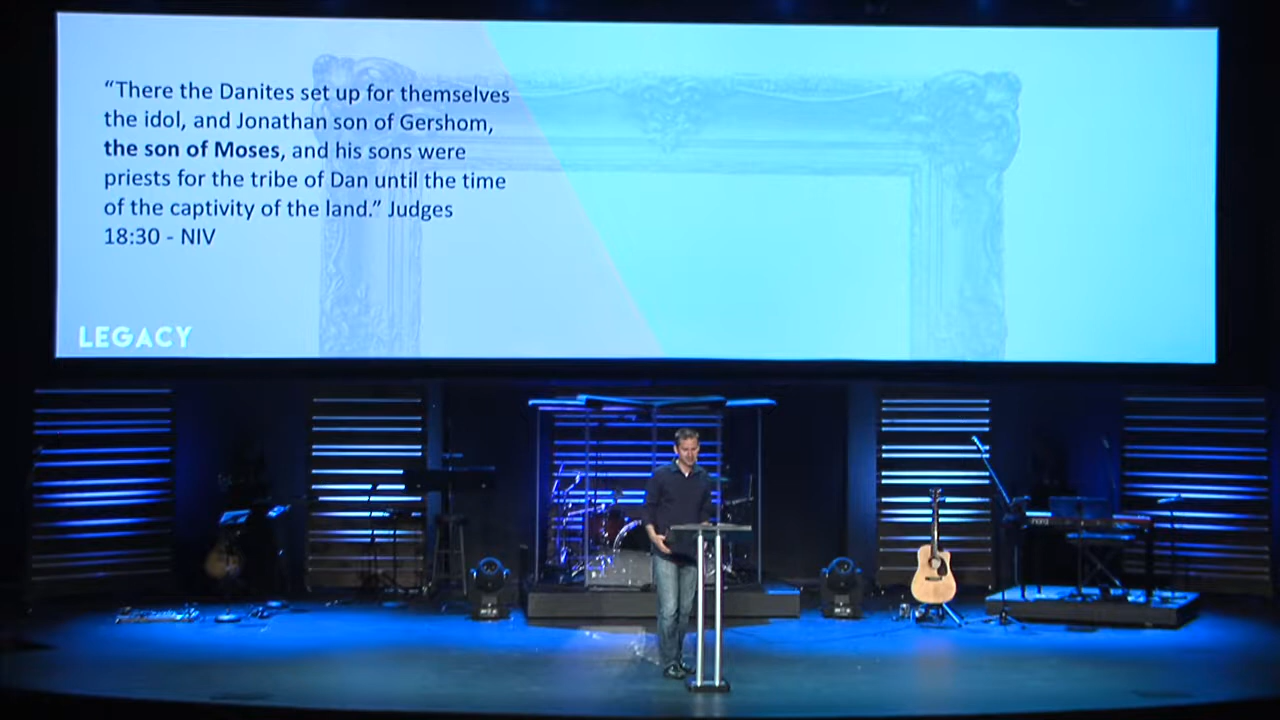 “There the Danites set up for themselves
the idol, and Jonathan son of Gershom,
the son of Moses, and his sons were
priests for the tribe of Dan until the time
of the captivity of the land.” Judges
18:30 - NIV
LEGACY
nord